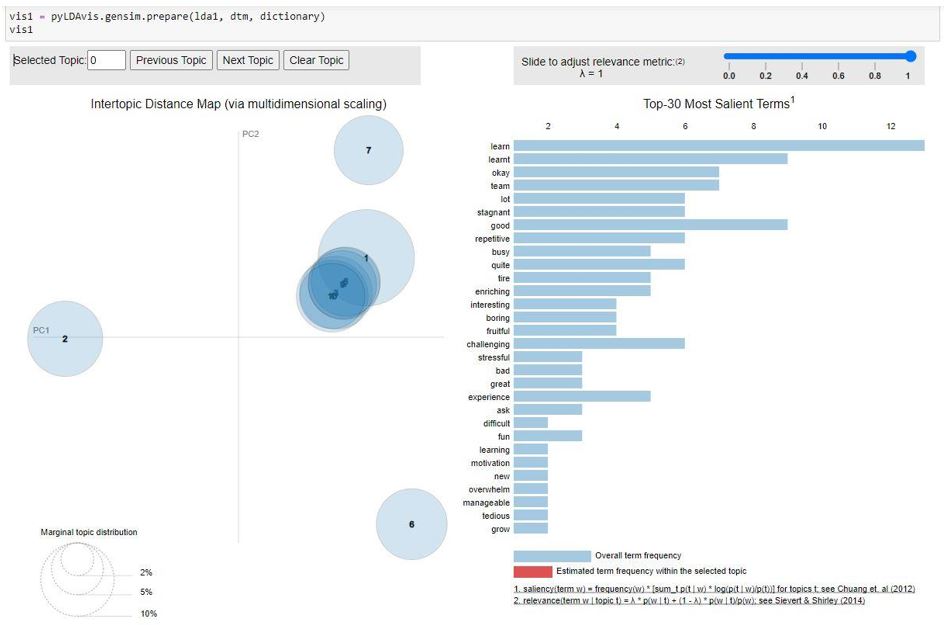 vis1 = pyLDAvis.gensim.prepare(lda1, dtm, dictionary)
vis1
Selected Topic: 0 Previous Topic Next Topic Clear Topic
Slide to adjust relevance metric:(2)
λ = 1
0.0 0.2 0.4 0.6 0.8 1
Intertopic Distance Map (via multidimensional scaling)
PC2
PC1
7
1
2
6
10
Marginal topic distribution
2%
5%
10%
Top-30 Most Salient Terms1
2 4 6 8 10 12
learn
learnt
okay
team
lot
stagnant
good
repetitive
busy
quite
tire
enriching
interesting
boring
fruitful
challenging
stressful
bad
great
experience
ask
difficult
fun
learning
motivation
new
overwhelm
manageable
tedious
grow
Overall term frequency
Estimated term frequency within the selected topic
1. saliency(term w) = frequency(w) * [sum_t p(t | w) * log(p(t | w)/p(t))] for topics t; see Chuang et. al (2012)
2. relevance(term w | topic t) = λ * p(w | t) + (1 - λ) * p(w | t)/p(w); see Sievert & Shirley (2014)